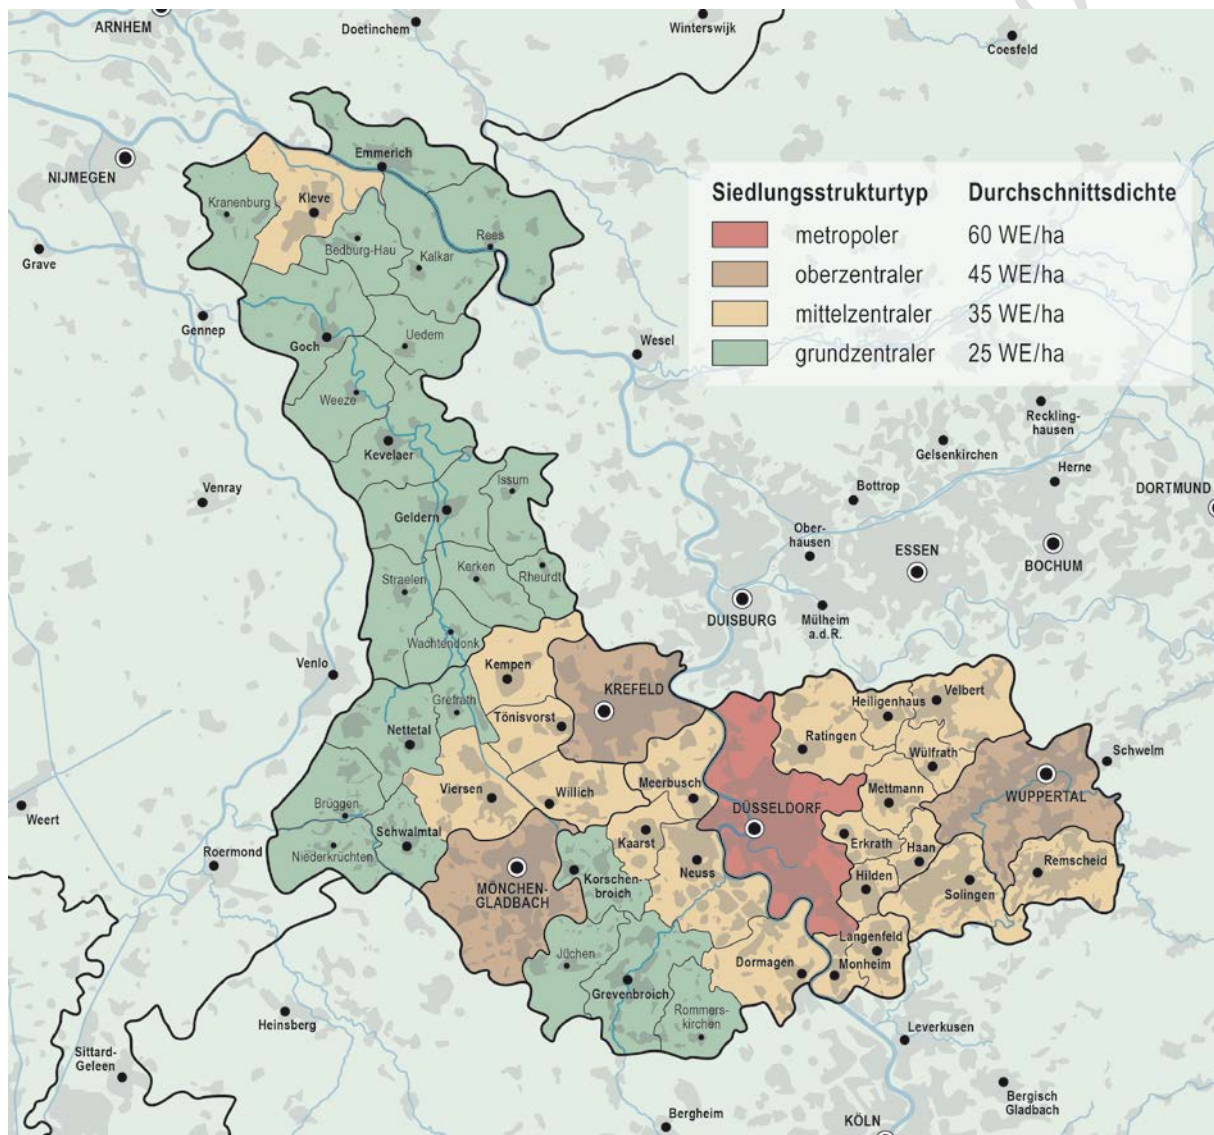 ARNHEM
Doetinchem
Winterswijk
Coesfeld
NIJMEGEN
Emmerich
Kranenburg
Kleve
Bedburg-Hau
Kalkar
Rees
Grave
Gennep
Goch
Uedem
Wesel
Siedlungsstrukturtyp Durchschnittsdichte
metropoler 60 WE/ha
oberzentraler 45 WE/ha
mittelzentraler 35 WE/ha
grundzentraler 25 WE/ha
Weeze
Kevelaer
Reckling-
hausen
Gelsenkirchen
Herne
Issum
Venray
Bottrop
DORTMUND
Geldern
Ober-
hausen
ESSEN
BOCHUM
Straelen
Kerken
Rheurdt
DUISBURG
Mülheim
a.d.R.
Wachtendonk
Venlo
Kempen
KREFELD
Grefrath
Tönisvorst
Nettetal
Heiligenhaus
Velbert
Ratingen
Wülfrath
Schwelm
Viersen
Willich
Meerbusch
Mettmann
WUPPERTAL
Brüggen
DÜSSELDORF
Weert
Schwalmtal
Kaarst
Erkrath
Haan
Remscheid
Roermond
Niederkrüchten
MÖNCHEN-
GLADBACH
Korschen-
broich
Neuss
Hilden
Solingen
Langenfeld
Jüchen
Dormagen
Monheim
Grevenbroich
Rommers-
kirchen
Heinsberg
Leverkusen
Sittard-
Geleen
Bergisch
Gladbach
Bergheim
KÖLN